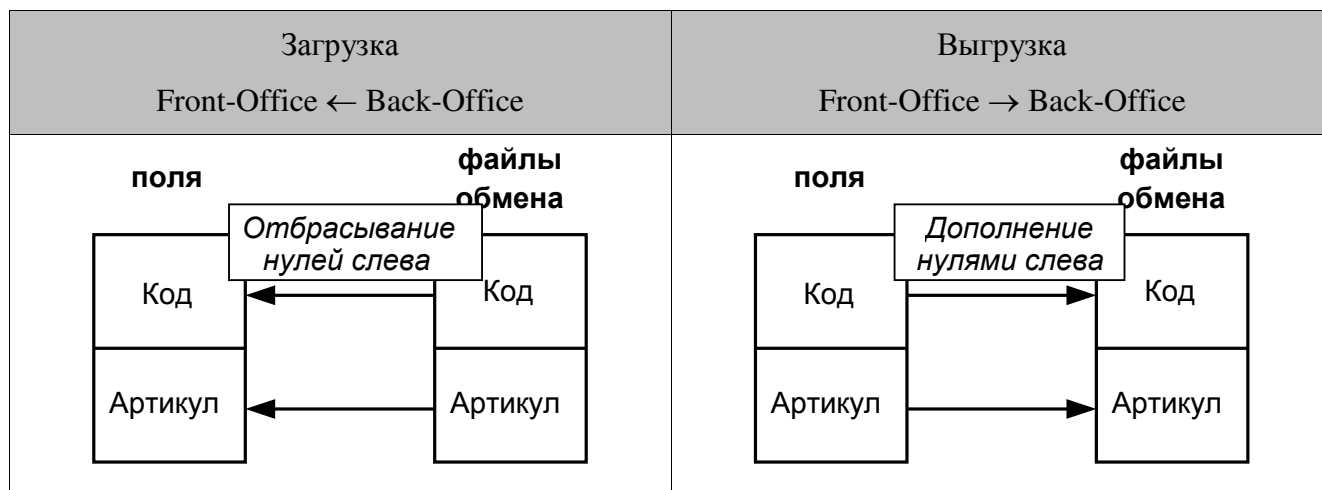 Загрузка
Front-Office ← Back-Office
Выгрузка
Front-Office → Back-Office
поля
файлы
обмена
Отбрасывание
нулей слева
Код
Код
Артикул
Артикул
поля
файлы
обмена
Дополнение
нулями слева
Код
Код
Артикул
Артикул